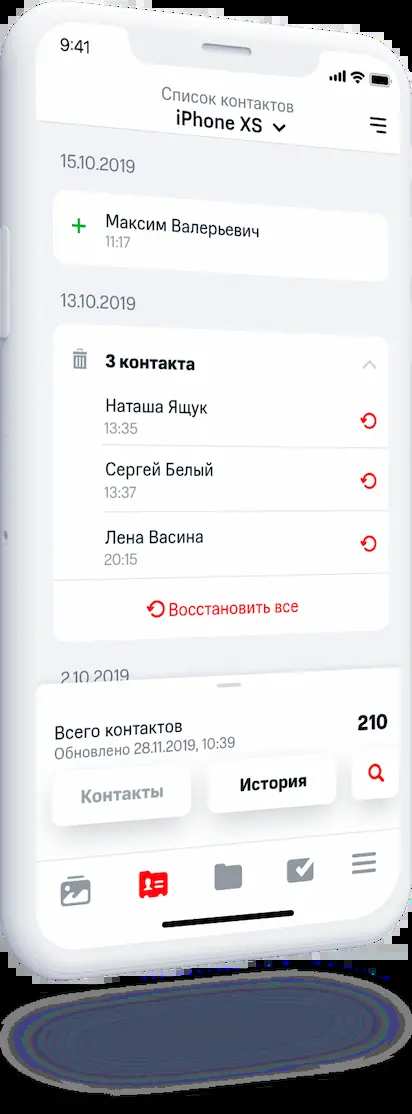 9:41
Список контактов
iPhone XS
15.10.2019
Максим Валерьевич
11:17
13.10.2019
3 контакта
Наташа Ящук
13:35
Сергей Белый
13:37
Лена Васина
20:15
Восстановить все
2.10.2019
Всего контактов
210
Обновлено 28.11.2019, 10:39
Контакты
История